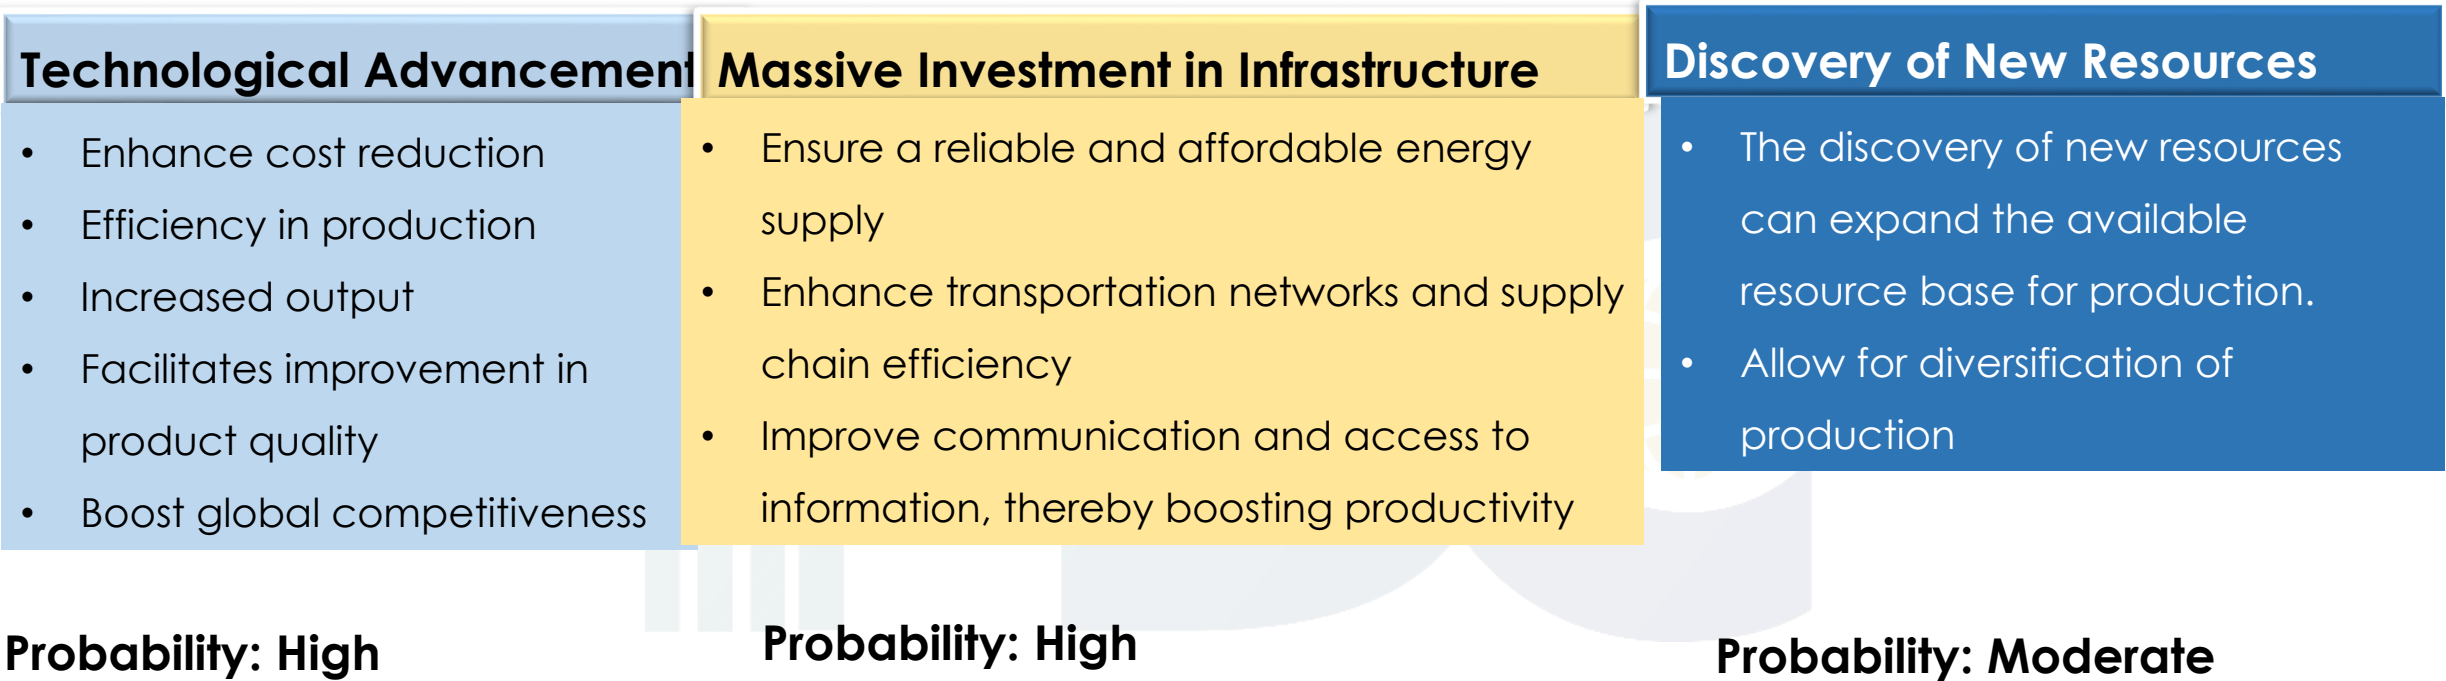 Technological Advancement
• Enhance cost reduction
• Efficiency in production
• Increased output
• Facilitates improvement in
product quality
• Boost global competitiveness
Probability: High
Massive Investment in Infrastructure
• Ensure a reliable and affordable energy
supply
• Enhance transportation networks and supply
chain efficiency
• Improve communication and access to
information, thereby boosting productivity
Probability: High
Discovery of New Resources
• The discovery of new resources
can expand the available
resource base for production.
• Allow for diversification of
production
Probability: Moderate